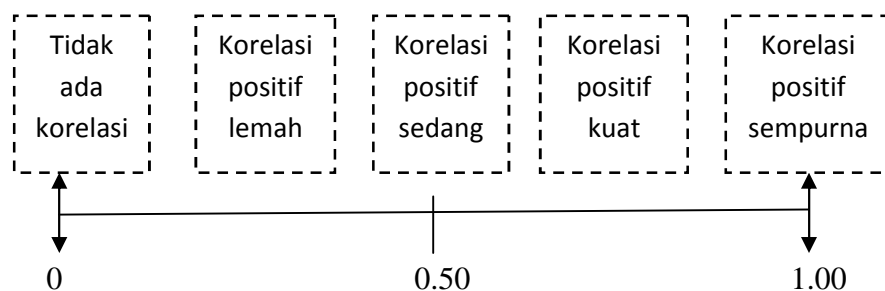 Tidak
ada
korelasi
Korelasi
positif
lemah
Korelasi
positif
sedang
Korelasi
positif
kuat
Korelasi
positif
sempurna
0
0.50
1.00